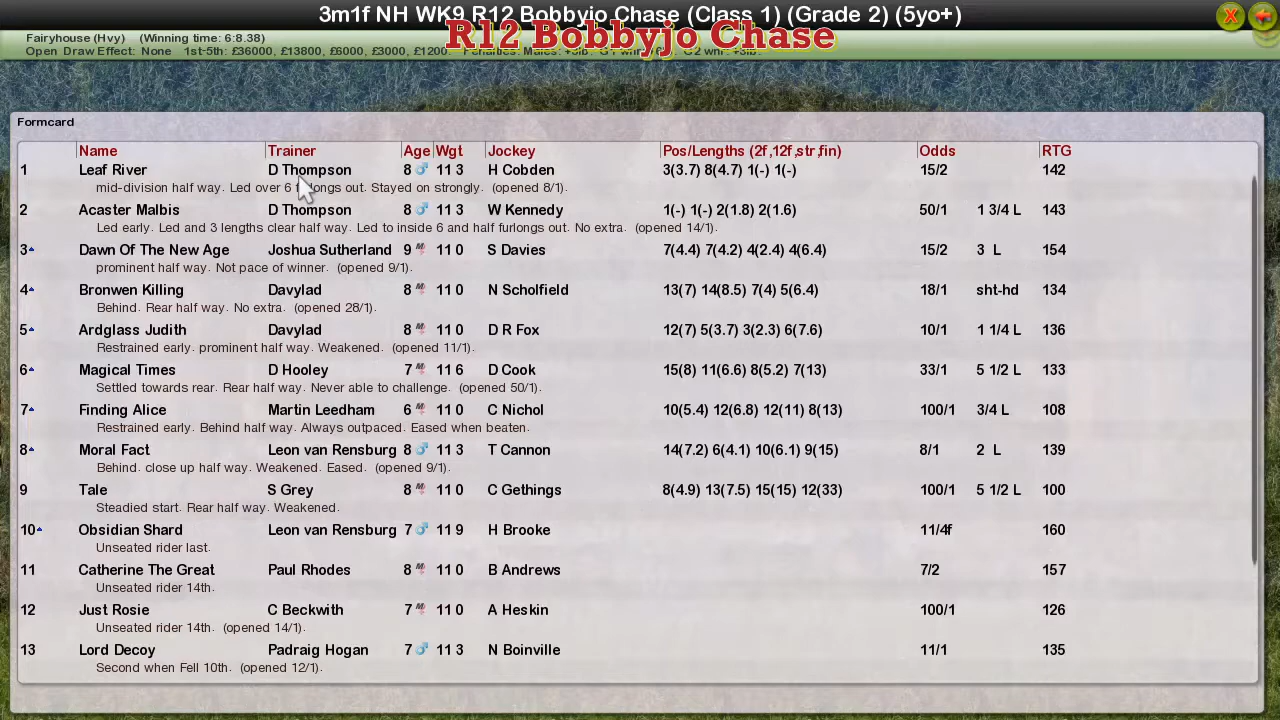 3m1f NH WK9 R12 Bobbyjo Chase (Class 1) (Grade 2) (5yo+)
R12 Bobbyjo Chase
Fairyhouse (Hvy) (Winning time: 6:8.38)
Open Draw Effect: None 1st-5th: £36000, £13800, £6000, £3000, £1200. Penalties: Males: +3lb.
Formcard
Name Trainer Age Wgt Jockey Pos/Lengths (2f,12f,str,fin) Odds RTG
1 Leaf River D Thompson 8 11 3 H Cobden 3(3.7) 8(4.7) 1(-) 1(-) 15/2 142
mid-division half way. Led over 6 furlongs out. Stayed on strongly. (opened 8/1).
2 Acaster Malbis D Thompson 8 11 3 W Kennedy 1(-) 1(-) 2(1.8) 2(1.6) 50/1 1 3/4 L 143
Led early. Led and 3 lengths clear half way. Led to inside 6 and half furlongs out. No extra. (opened 14/1).
3 Dawn Of The New Age Joshua Sutherland 9 11 0 S Davies 7(4.4) 7(4.2) 4(2.4) 4(6.4) 15/2 3 L 154
prominent half way. Not pace of winner. (opened 9/1).
4 Bronwen Killing Davylad 8 11 0 N Scholfield 13(7) 14(8.5) 7(4) 5(6.4) 18/1 sht-hd 134
Behind. Rear half way. No extra. (opened 28/1).
5 Ardglass Judith Davylad 8 11 0 D R Fox 12(7) 5(3.7) 3(2.3) 6(7.6) 10/1 1 1/4 L 136
Restrained early. prominent half way. Weakened. (opened 11/1).
6 Magical Times D Hooley 7 11 6 D Cook 15(8) 11(6.6) 8(5.2) 7(13) 33/1 5 1/2 L 133
Settled towards rear. Rear half way. Never able to challenge. (opened 50/1).
7 Finding Alice Martin Leedham 6 11 0 C Nichol 10(5.4) 12(6.8) 12(11) 8(13) 100/1 3/4 L 108
Restrained early. Behind half way. Always outpaced. Eased when beaten.
8 Moral Fact Leon van Rensburg 8 11 3 T Cannon 14(7.2) 6(4.1) 10(6.1) 9(15) 8/1 2 L 139
Behind. close up half way. Weakened. Eased. (opened 9/1).
9 Tale S Grey 8 11 0 C Gethings 8(4.9) 13(7.5) 15(15) 12(33) 100/1 5 1/2 L 100
Steadied start. Rear half way. Weakened.
10 Obsidian Shard Leon van Rensburg 7 11 9 H Brooke 11/4f 160
Unseated rider last.
11 Catherine The Great Paul Rhodes 8 11 0 B Andrews 7/2 157
Unseated rider 14th.
12 Just Rosie C Beckwith 7 11 0 A Heskin 100/1 126
Unseated rider 14th. (opened 14/1).
13 Lord Decoy Padraig Hogan 7 11 3 N Boinville 11/1 135
Second when Fell 10th. (opened 12/1).